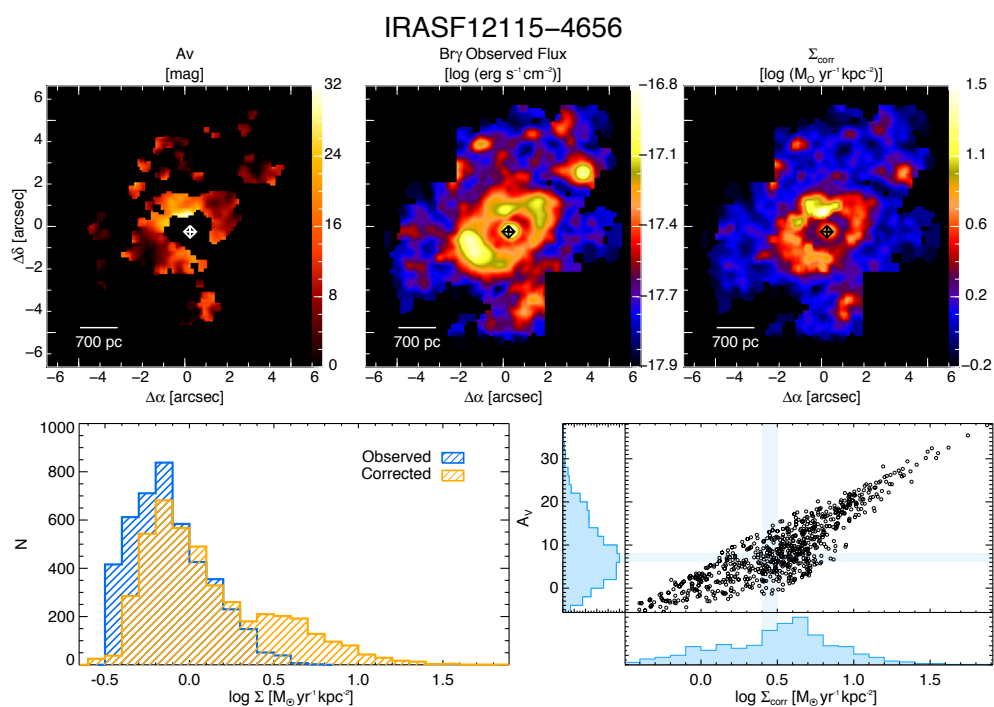 IRASF12115−4656
Av
[mag]
Brγ Observed Flux
[log (erg s⁻¹ cm⁻²)]
Σcorr
[log (M⊙ yr⁻¹ kpc⁻²)]
6
4
2
0
−2
−4
−6
Δδ [arcsec]
700 pc
32
24
16
8
0
700 pc
−16.8
−17.1
−17.4
−17.7
−17.9
700 pc
1.5
1.1
0.6
0.2
−0.2
−6 −4 −2 0 2 4 6
−6 −4 −2 0 2 4 6
−6 −4 −2 0 2 4 6
Δα [arcsec]
Δα [arcsec]
Δα [arcsec]
1000
800
600
400
200
0
N
Observed
Corrected
-0.5 0.0 0.5 1.0 1.5
log Σ [M⊙ yr⁻¹ kpc⁻²]
A_V
30
20
10
0
0.0 0.5 1.0 1.5
log Σcorr [M⊙ yr⁻¹ kpc⁻²]